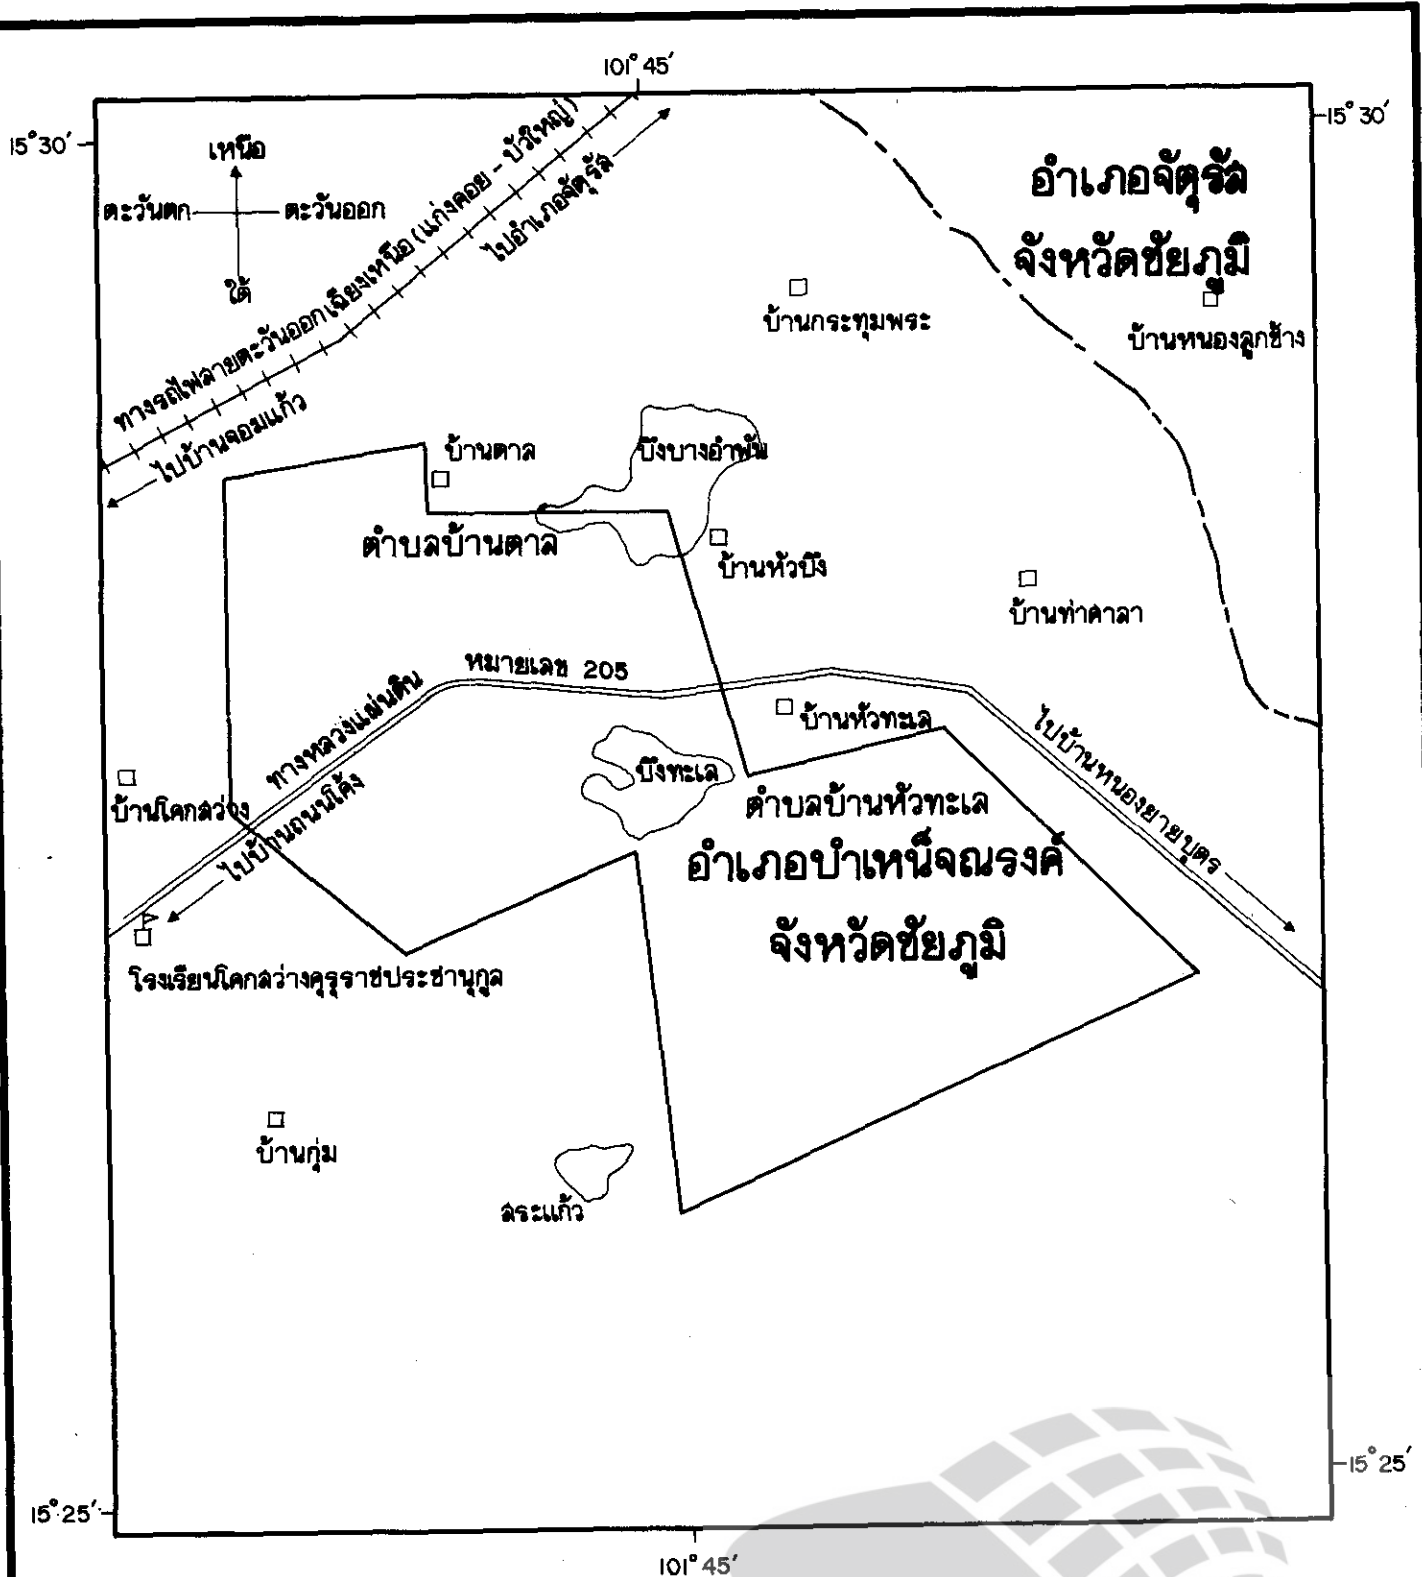 101°45′
15°30′
15°30′
เหนือ
ตะวันตก
ตะวันออก
ใต้
ทางรถไฟสายตะวันออกเฉียงเหนือ (แก่งคอย - บัวใหญ่)
ไปอำเภอจัตุรัส
ไปบ้านจอมแก้ว
อำเภอจัตุรัส
จังหวัดชัยภูมิ
บ้านกระทุมพระ
บ้านหนองลูกช้าง
บ้านตาล
บึงบางอำพัน
ตำบลบ้านตาล
บ้านหัวบึง
บ้านท่าศาลา
ทางหลวงแผ่นดิน
หมายเลข 205
บ้านหัวทะเล
ไปบ้านหนองยายบุตร
บ้านโคกสว่าง
ไปบ้านถนนโค้ง
บึงทะเล
ตำบลบ้านหัวทะเล
อำเภอบำเหน็จณรงค์
จังหวัดชัยภูมิ
โรงเรียนโคกสว่างคุรุราษประชานุกูล
บ้านกุ่ม
สระแก้ว
15°25′
15°25′
101°45′